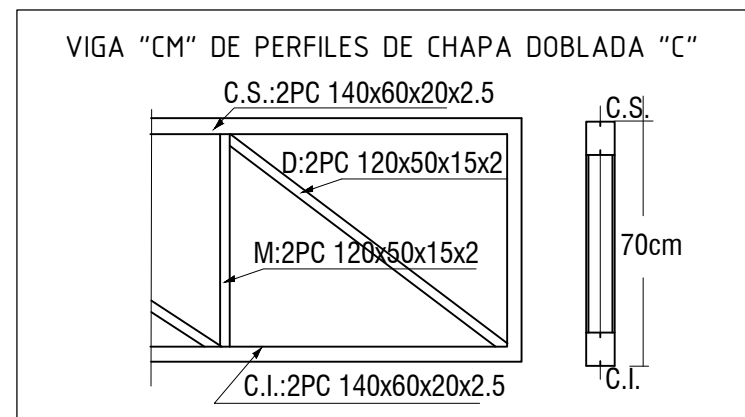 VIGA "CM" DE PERFILES DE CHAPA DOBLADA "C"
C.S.:2PC 140x60x20x2.5
C.S.
D:2PC 120x50x15x2
70cm
M:2PC 120x50x15x2
C.I.
C.I.:2PC 140x60x20x2.5